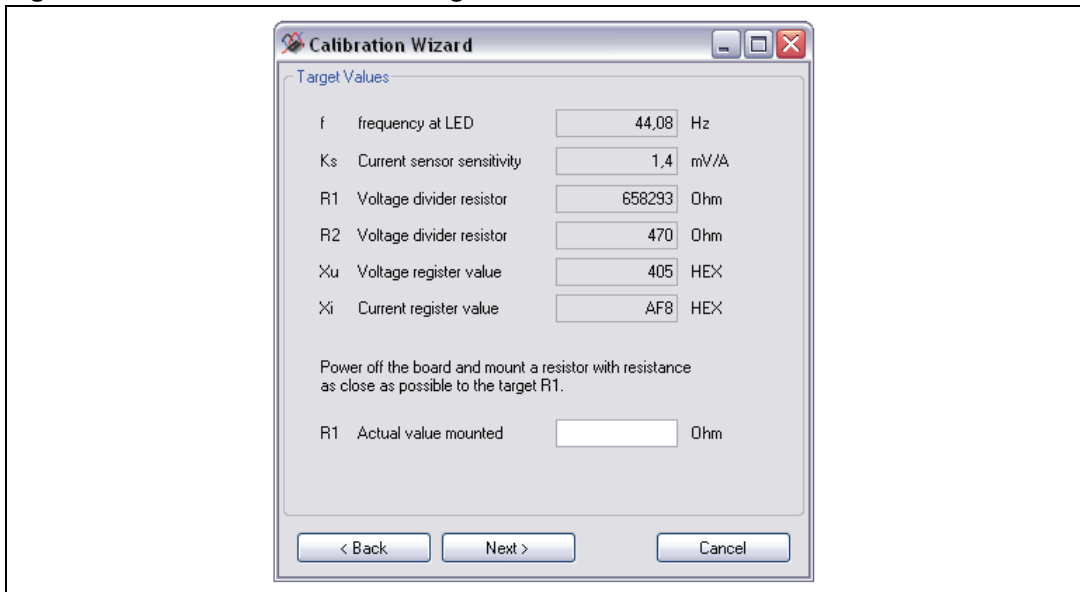 Calibration Wizard
Target Values
f frequency at LED 44,08 Hz
Ks Current sensor sensitivity 1,4 mV/A
R1 Voltage divider resistor 658293 Ohm
R2 Voltage divider resistor 470 Ohm
Xu Voltage register value 405 HEX
Xi Current register value AF8 HEX
Power off the board and mount a resistor with resistance
as close as possible to the target R1.
R1 Actual value mounted Ohm
< Back Next > Cancel